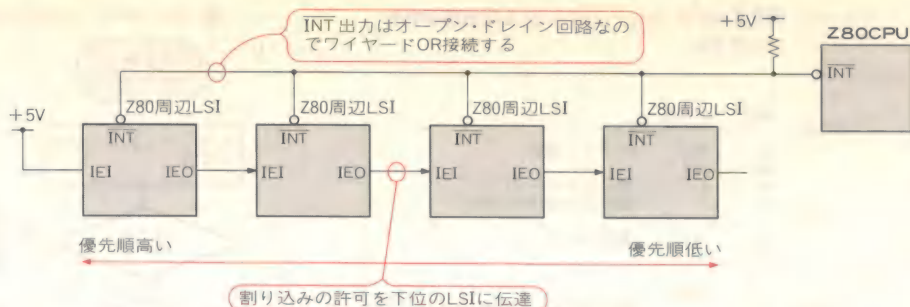 INT出力はオープン・ドレイン回路なの
でワイヤードOR接続する
+5V
Z80CPU
INT
+5V
Z80周辺LSI
Z80周辺LSI
Z80周辺LSI
Z80周辺LSI
INT
INT
INT
INT
IEI
IEO
IEI
IEO
IEI
IEO
IEI
IEO
優先順高い
優先順低い
割り込みの許可を下位のLSIに伝達